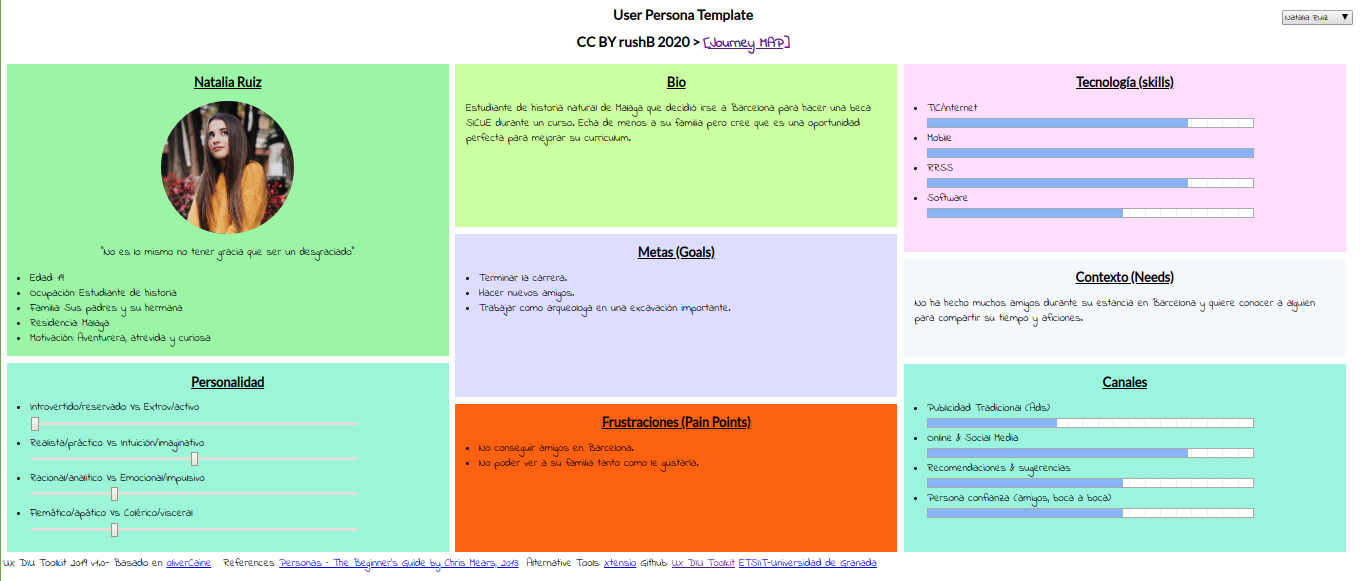 User Persona Template
Natalia Ruiz ▼
CC BY rushB 2020 > [Journey MAP]
Natalia Ruiz
"No es lo mismo no tener gracia que ser un desgraciado"
• Edad: 19
• Ocupación: Estudiante de historia
• Familia: Sus padres y su hermana
• Residencia: Malaga
• Motivación: Aventurera, atrevida y curiosa
Personalidad
• Introvertido/reservado Vs Extrov/activo
• Realista/práctico Vs Intuición/imaginativo
• Racional/analítico Vs Emocional/impulsivo
• Flemático/apático Vs Colérico/visceral
Bio
Estudiante de historia natural de Malaga que decidió irse a Barcelona para hacer una beca
SICUE durante un curso. Echa de menos a su familia pero cree que es una oportunidad
perfecta para mejorar su curriculum.
Metas (Goals)
• Terminar la carrera.
• Hacer nuevos amigos.
• Trabajar como arqueologa en una excavación importante.
Frustraciones (Pain Points)
• No conseguir amigos en Barcelona.
• No poder ver a su familia tanto como le gustaría.
Tecnología (skills)
• TIC/Internet
• Mobile
• RRSS
• Software
Contexto (Needs)
No ha hecho muchos amigos durante su estancia en Barcelona y quiere conocer a alguien
para compartir su tiempo y aficiones.
Canales
• Publicidad Tradicional (Ads)
• Online & Social Media
• Recomendaciones & sugerencias
• Persona confianza (amigos, boca a boca)
UX DIU Toolkit 2019 v1.0- Basado en oliverCaine References: Personas - The Beginner's Guide by Chris Mears, 2013 Alternative Tools: Xtensio Github: UX DIU Toolkit ETSIIT-Universidad de Granada